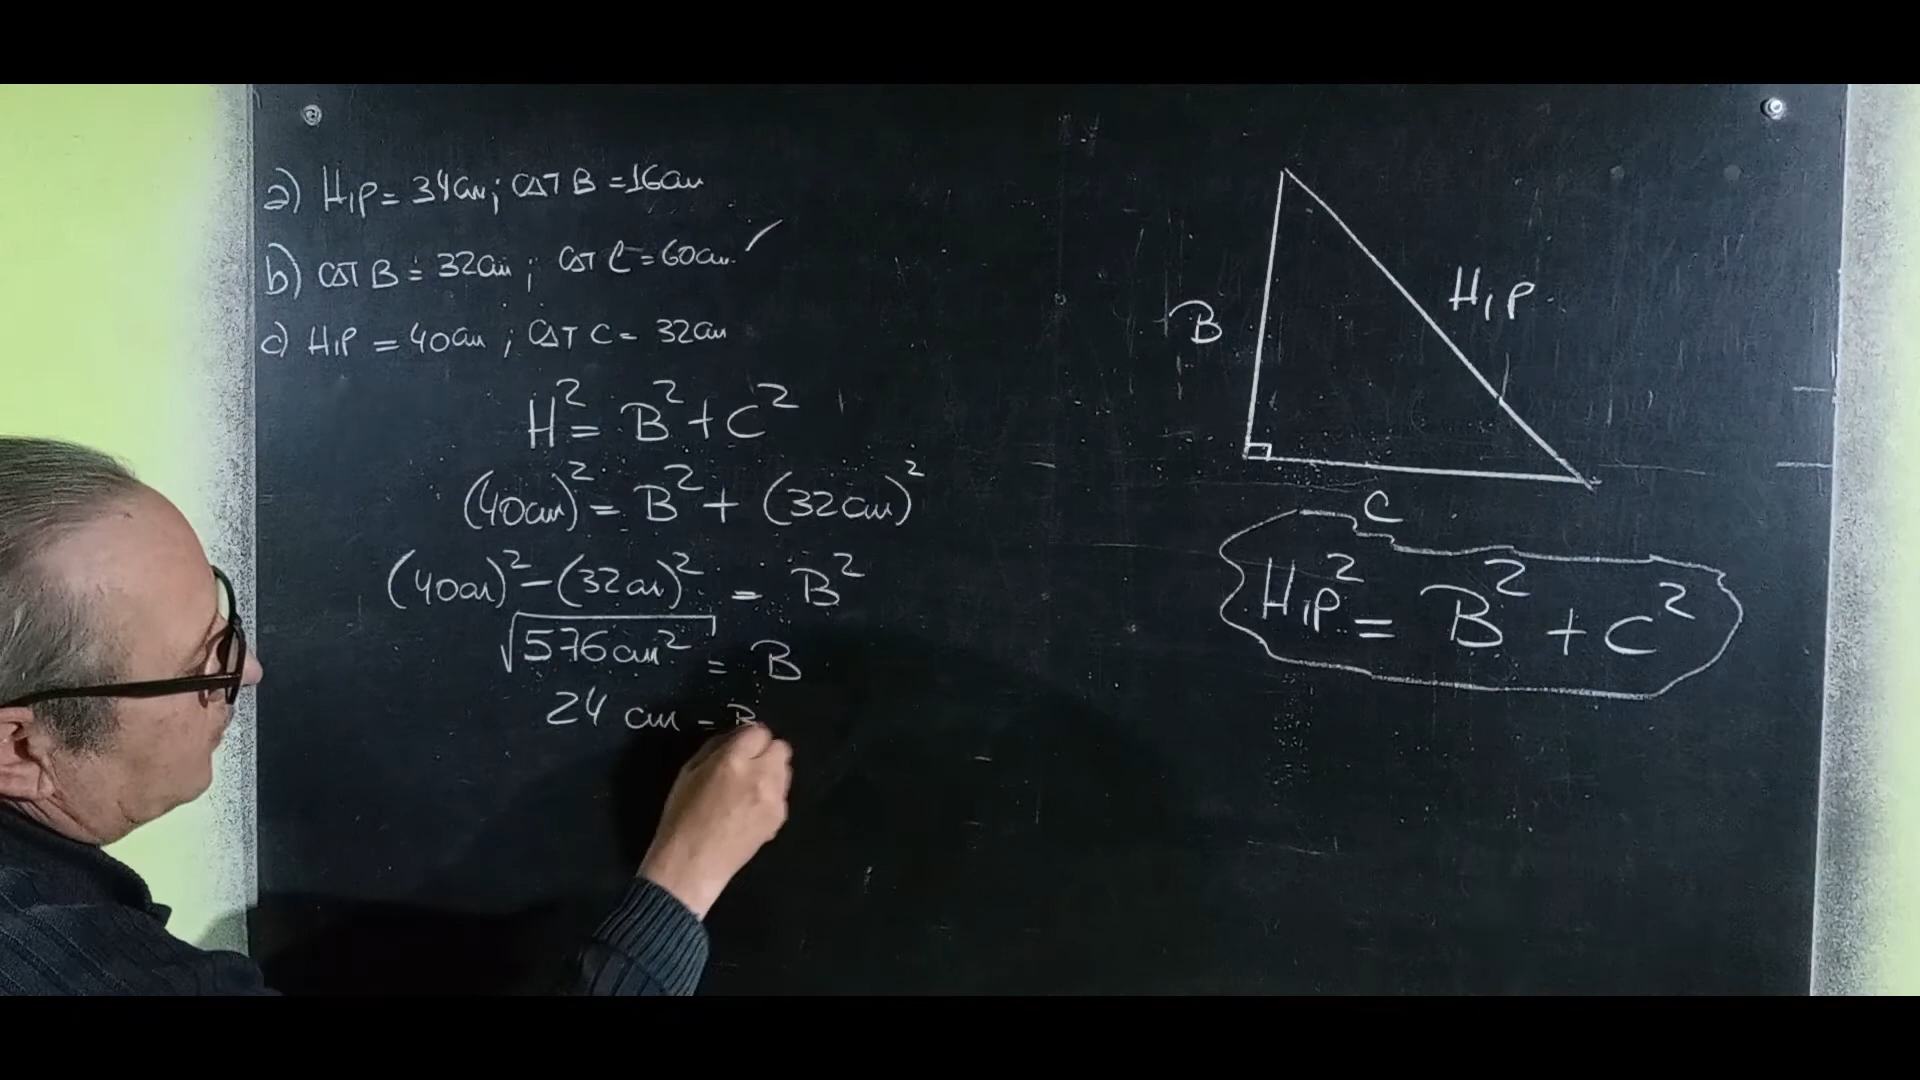 a) Hip = 34cm; CAT B = 16cm
b) CAT B = 32cm; CAT C = 60cm
c) Hip = 40cm; CAT C = 32cm
H² = B² + C²
(40cm)² = B² + (32cm)²
(40cm)² - (32cm)² = B²
√576cm² = B
24 cm = B
B
Hip
C
Hip² = B² + C²